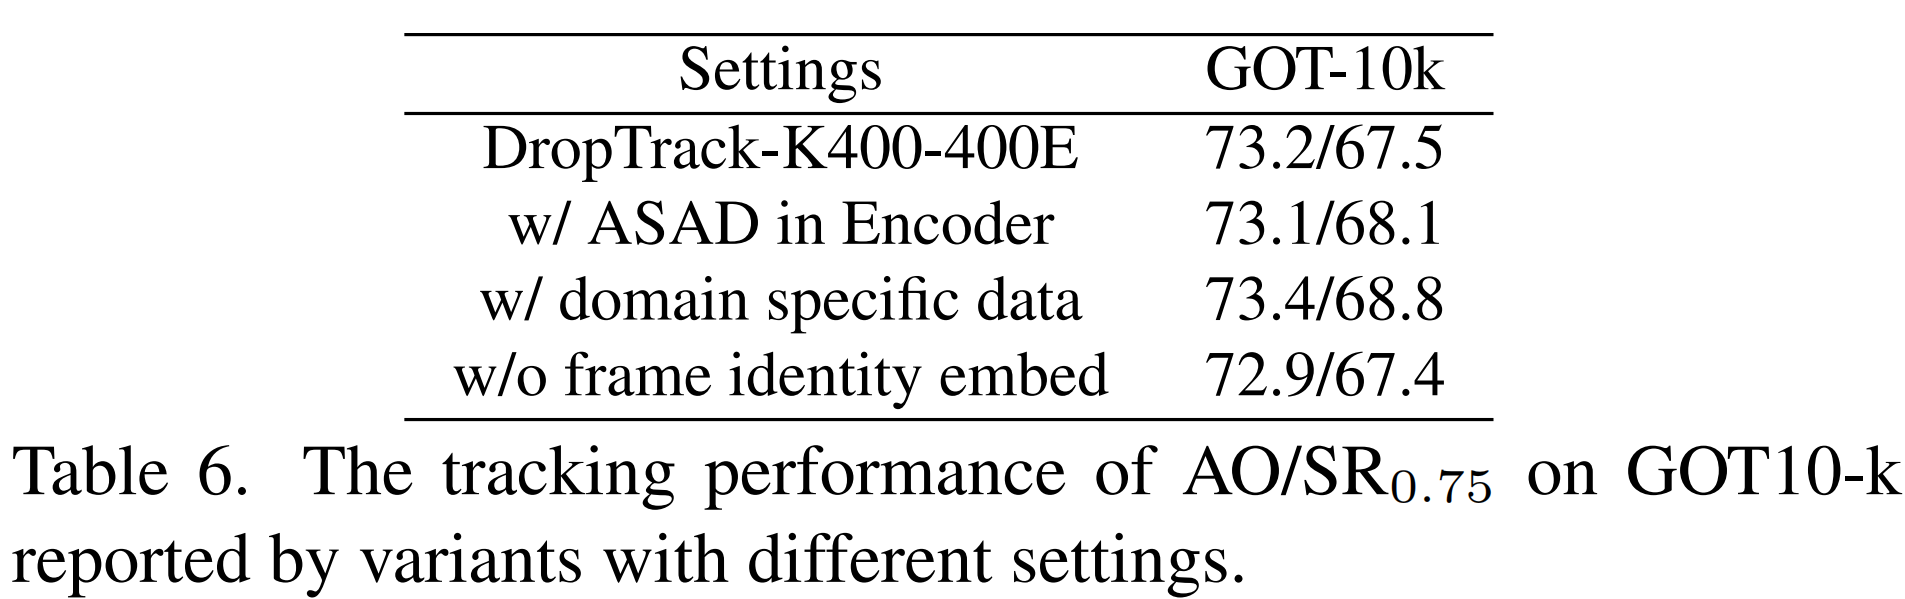 Settings GOT-10k
DropTrack-K400-400E 73.2/67.5
w/ ASAD in Encoder 73.1/68.1
w/ domain specific data 73.4/68.8
w/o frame identity embed 72.9/67.4
Table 6. The tracking performance of AO/SR0.75 on GOT10-k
reported by variants with different settings.